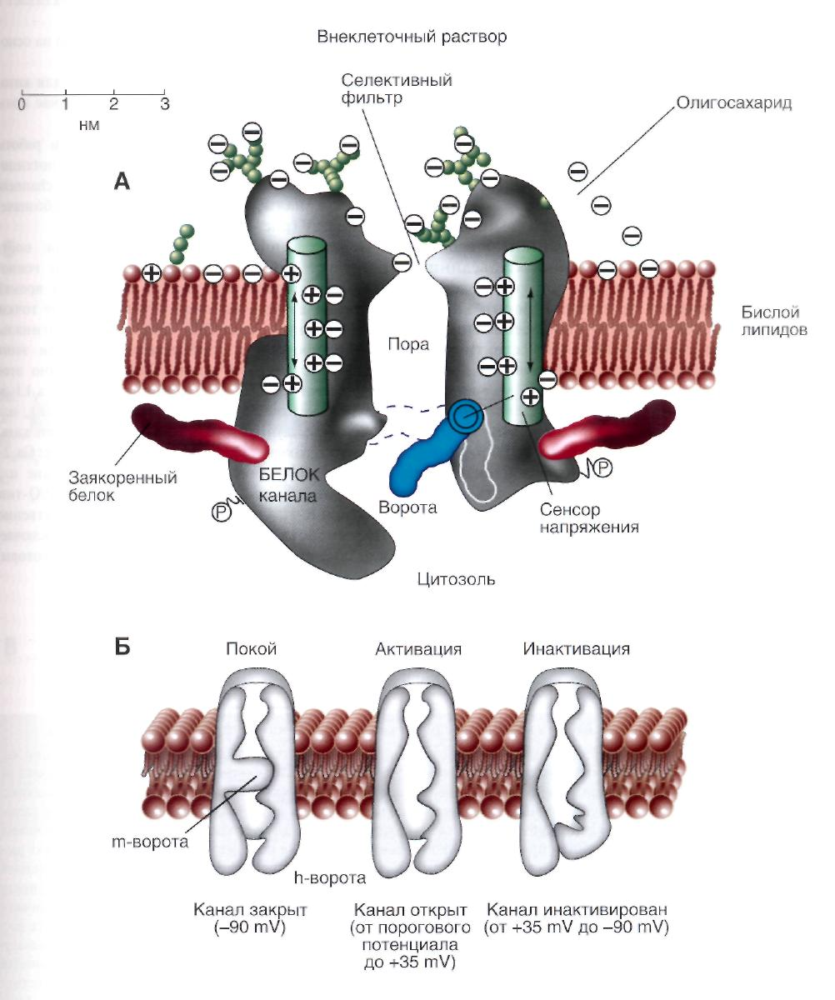 Внеклеточный раствор
Селективный
фильтр
0 1 2 3
нм
Олигосахарид
А
Бислой
липидов
Пора
Заякоренный
белок
БЕЛОК
канала
P
P
Ворота
Сенсор
напряжения
Цитозоль
Б
Покой
Активация
Инактивация
m-ворота
h-ворота
Канал закрыт
(–90 mV)
Канал открыт
(от порогового
потенциала
до +35 mV)
Канал инактивирован
(от +35 mV до –90 mV)